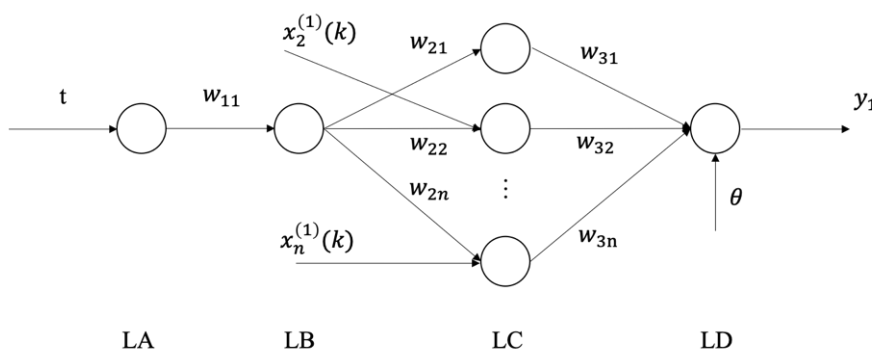 x_2^{(1)}(k)
w_{21}
w_{31}
t
w_{11}
y_1
w_{22}
w_{32}
w_{2n}
⋮
θ
x_n^{(1)}(k)
w_{3n}
LA
LB
LC
LD